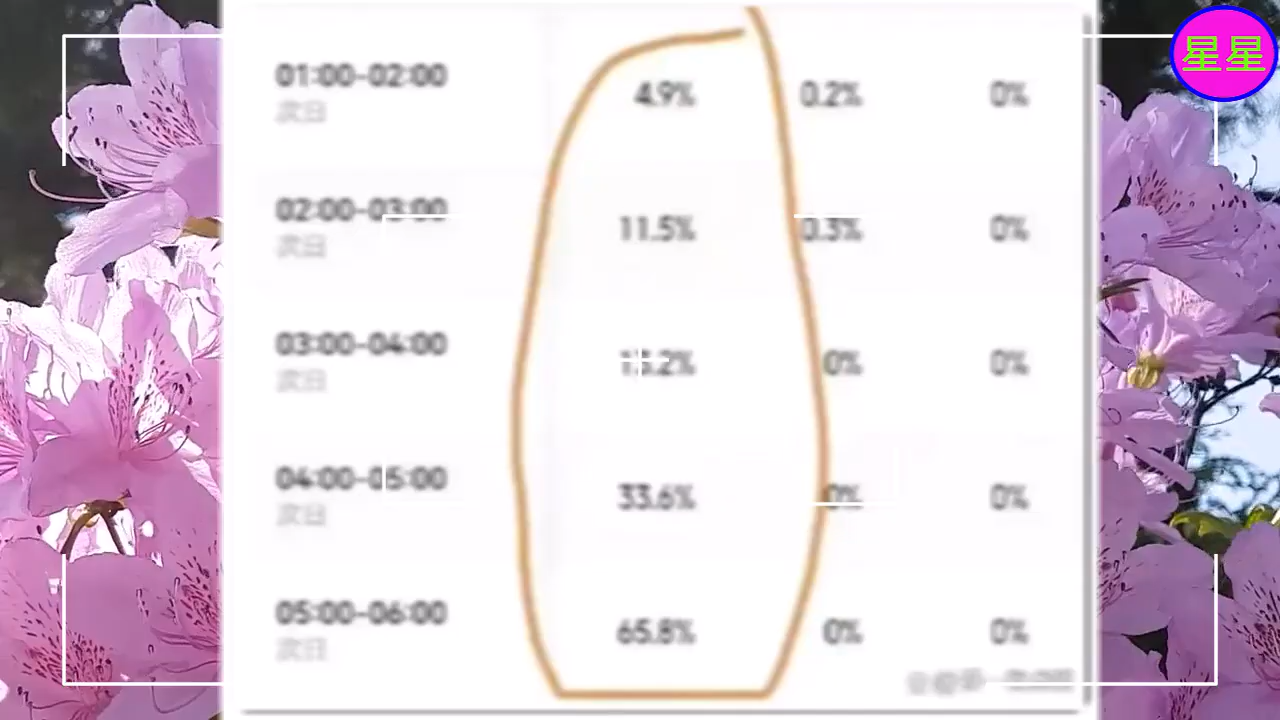 星星
01:00-02:00 4.9% 0.2% 0%
次日
02:00-03:00 11.5% 0.3% 0%
次日
03:00-04:00 15.2% 0% 0%
次日
04:00-05:00 33.6% 0% 0%
次日
05:00-06:00 65.8% 0% 0%
次日